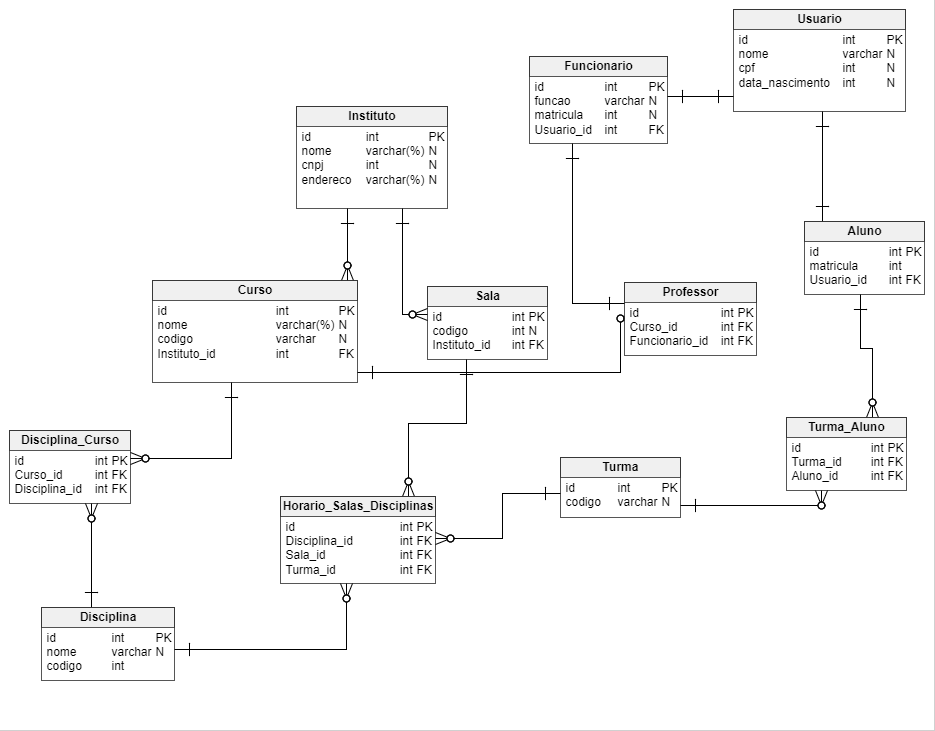 Usuario
id int PK
nome varchar N
cpf int N
data_nascimento int N
Funcionario
id int PK
funcao varchar N
matricula int N
Usuario_id int FK
Instituto
id int PK
nome varchar(%) N
cnpj int N
endereco varchar(%) N
Aluno
id int PK
matricula int
Usuario_id int FK
Curso
id int PK
nome varchar(%) N
codigo varchar N
Instituto_id int FK
Sala
id int PK
codigo int N
Instituto_id int FK
Professor
id int PK
Curso_id int FK
Funcionario_id int FK
Disciplina_Curso
id int PK
Curso_id int FK
Disciplina_id int FK
Turma_Aluno
id int PK
Turma_id int FK
Aluno_id int FK
Turma
id int PK
codigo varchar N
Horario_Salas_Disciplinas
id int PK
Disciplina_id int FK
Sala_id int FK
Turma_id int FK
Disciplina
id int PK
nome varchar N
codigo int